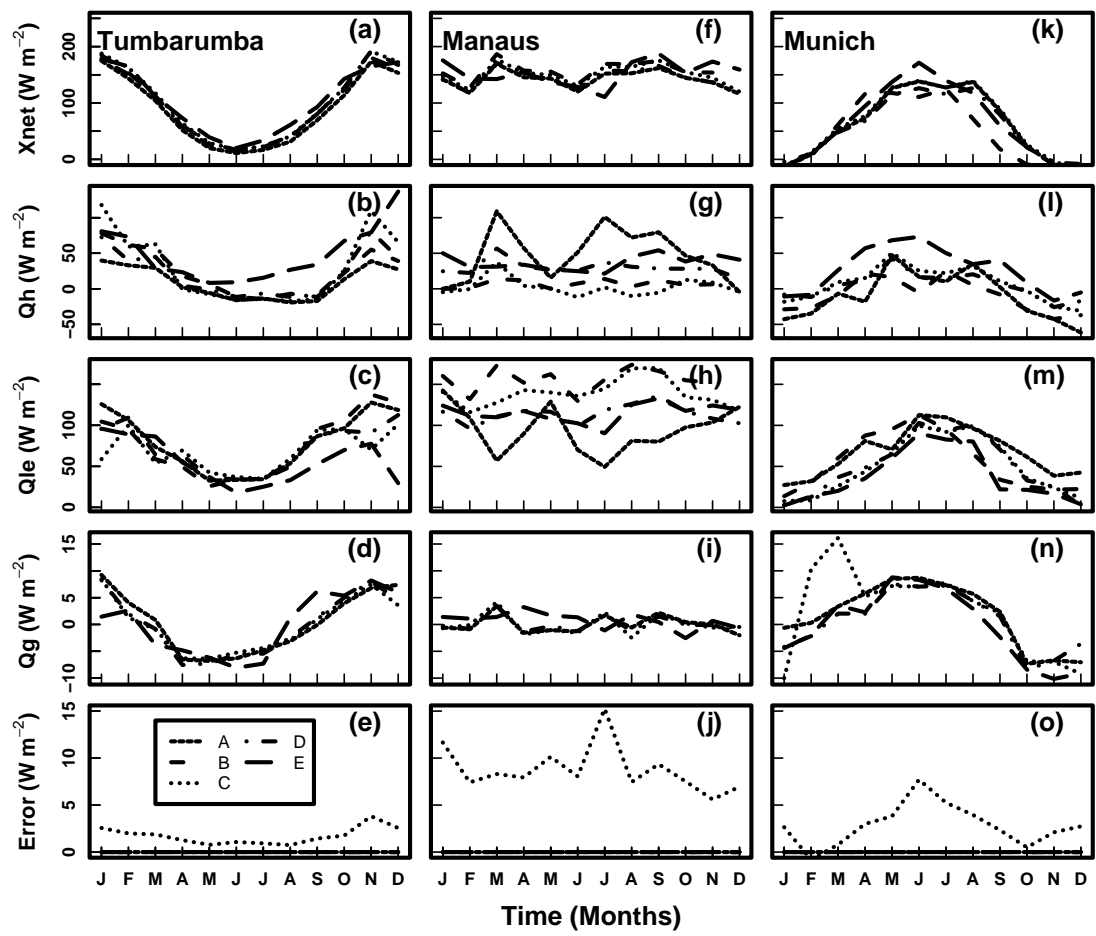 Tumbarumba (a)
Manaus (f)
Munich (k)
Xnet (W m−2)
0 100 200
(b) (g) (l)
Qh (W m−2)
−50 0 50
(c) (h) (m)
Qle (W m−2)
0 50 100
(d) (i) (n)
Qg (W m−2)
−10 0 5 15
(e) (j) (o)
Error (W m−2)
0 5 10 15
A D
B E
C
J F M A M J J A S O N D
J F M A M J J A S O N D
J F M A M J J A S O N D
Time (Months)